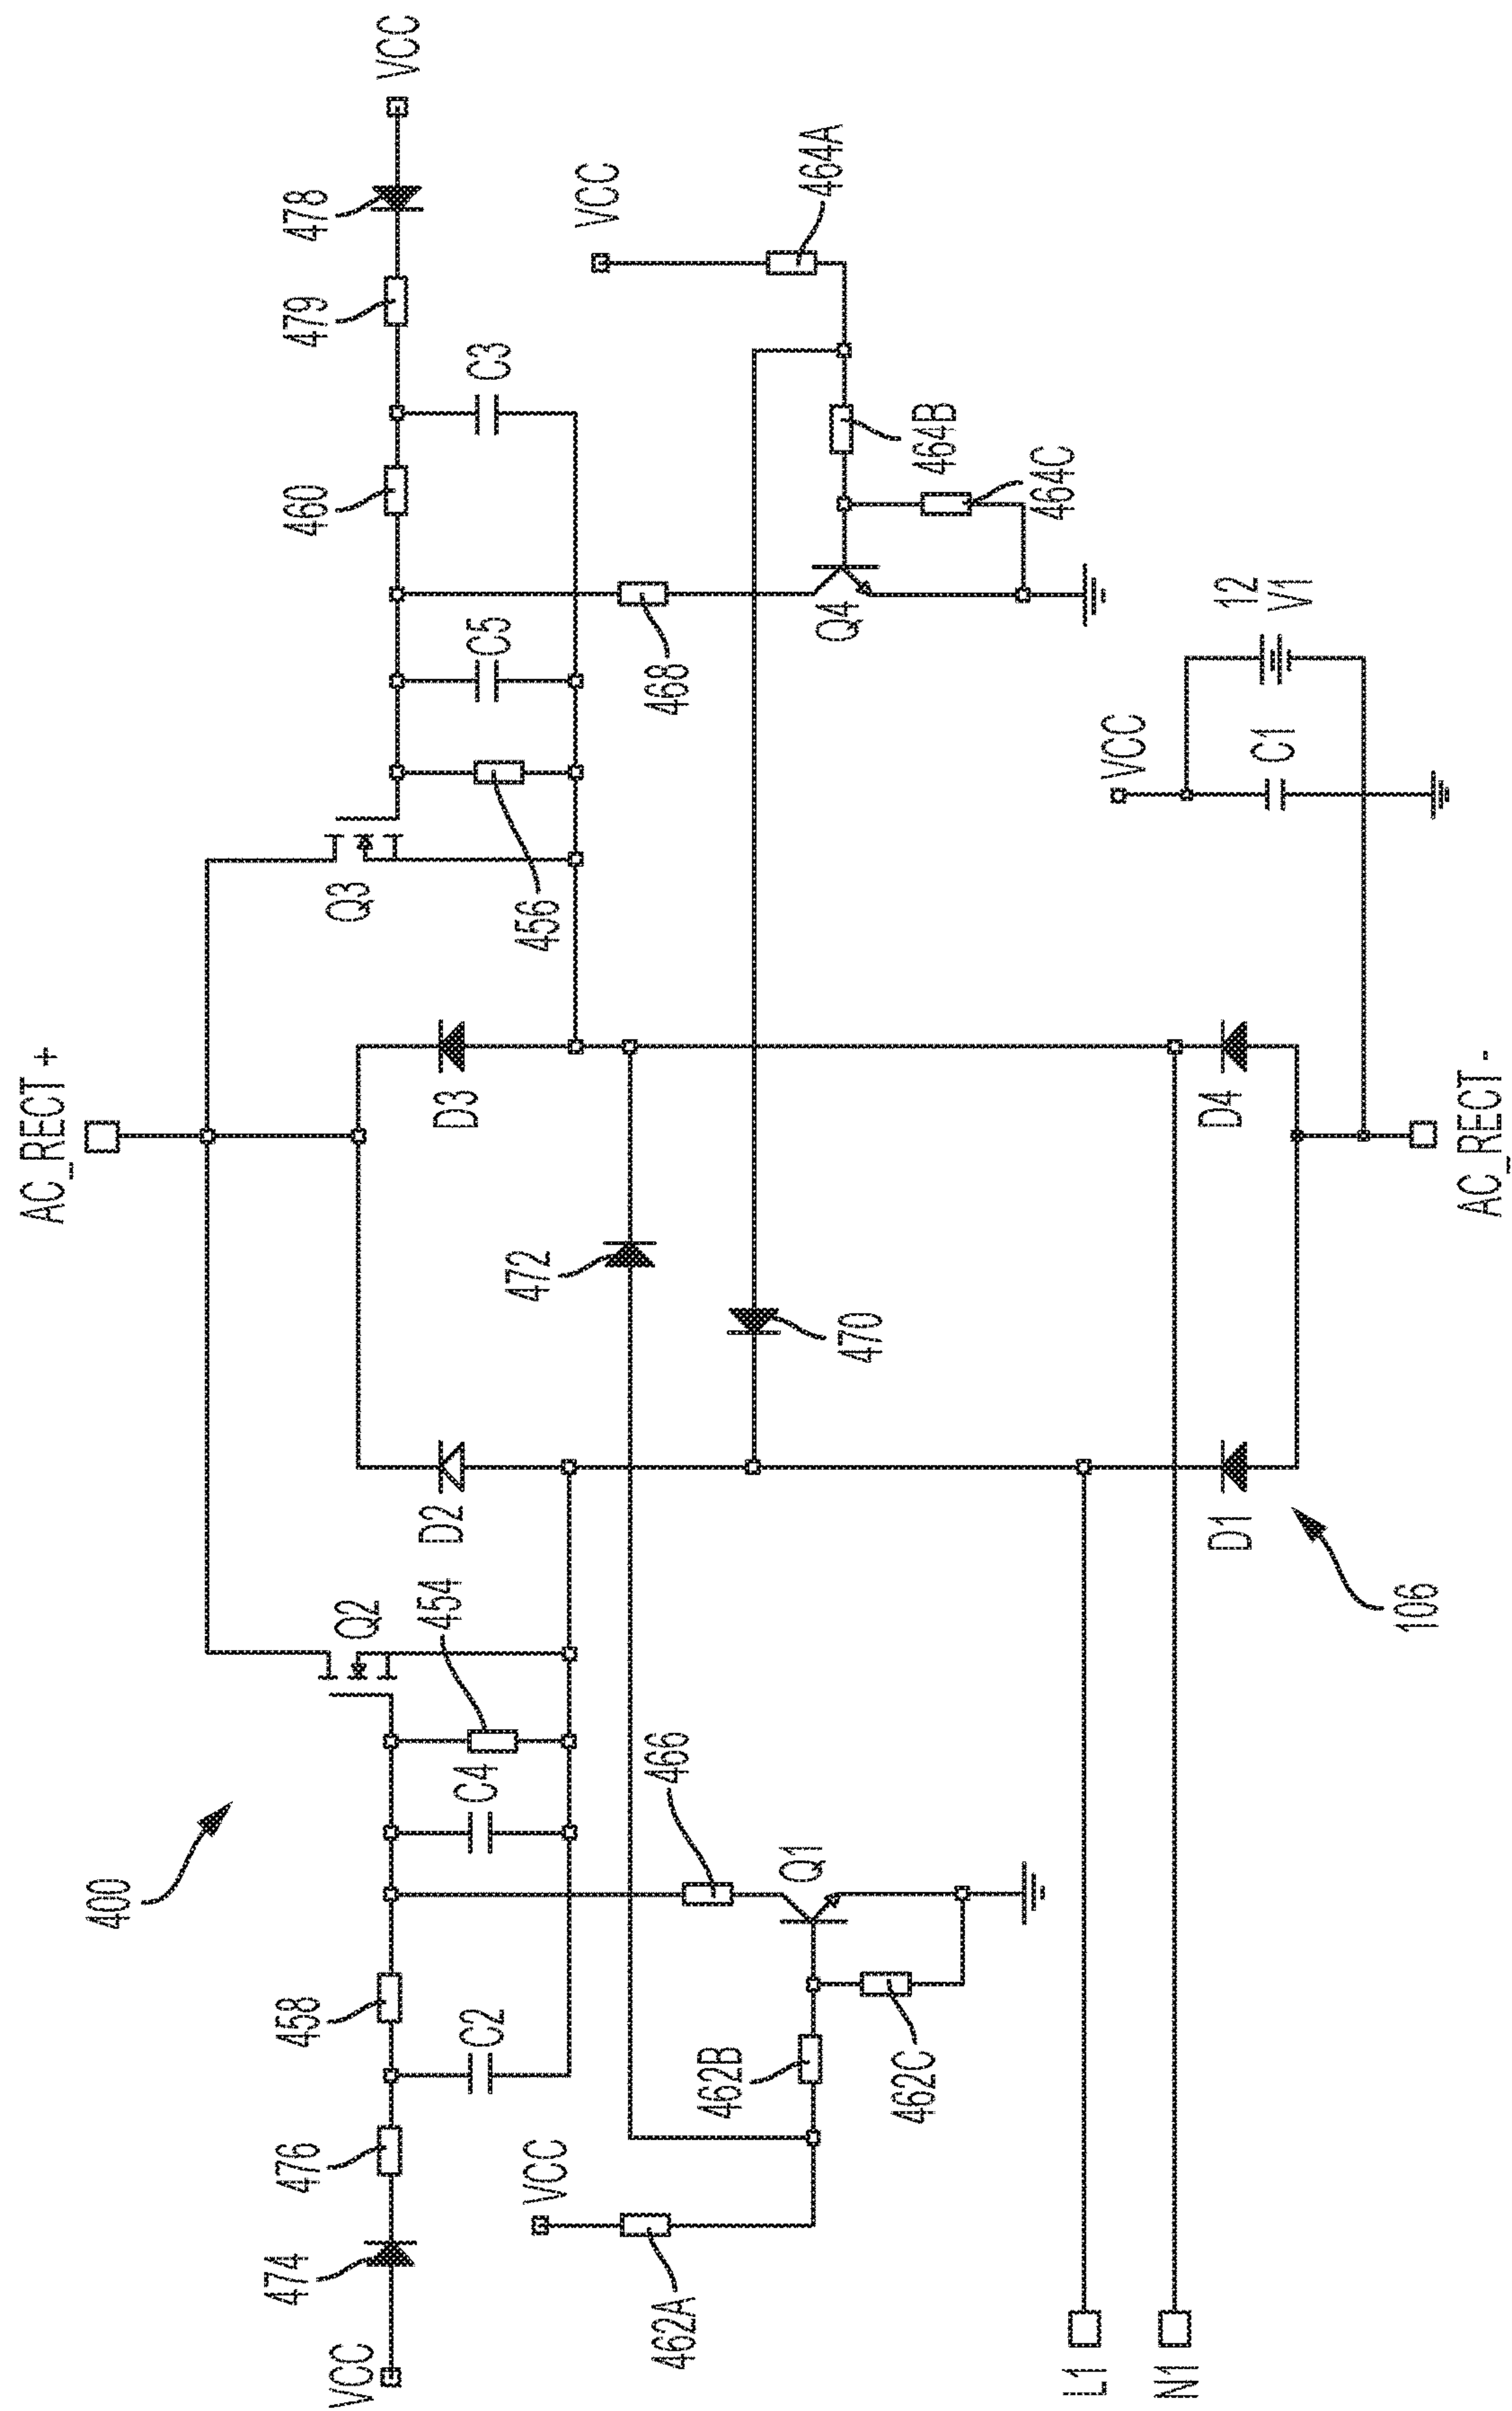 400
AC_RECT +
VCC
474
476
458
C2
C4
454
Q2
D2
472
D3
Q3
456
C5
C3
460
479
478
VCC
VCC
462A
462B
462C
466
Q1
470
468
Q4
VCC
464A
464B
464C
L1
N1
D1
106
D4
VCC
C1
12
V1
AC_RECT -